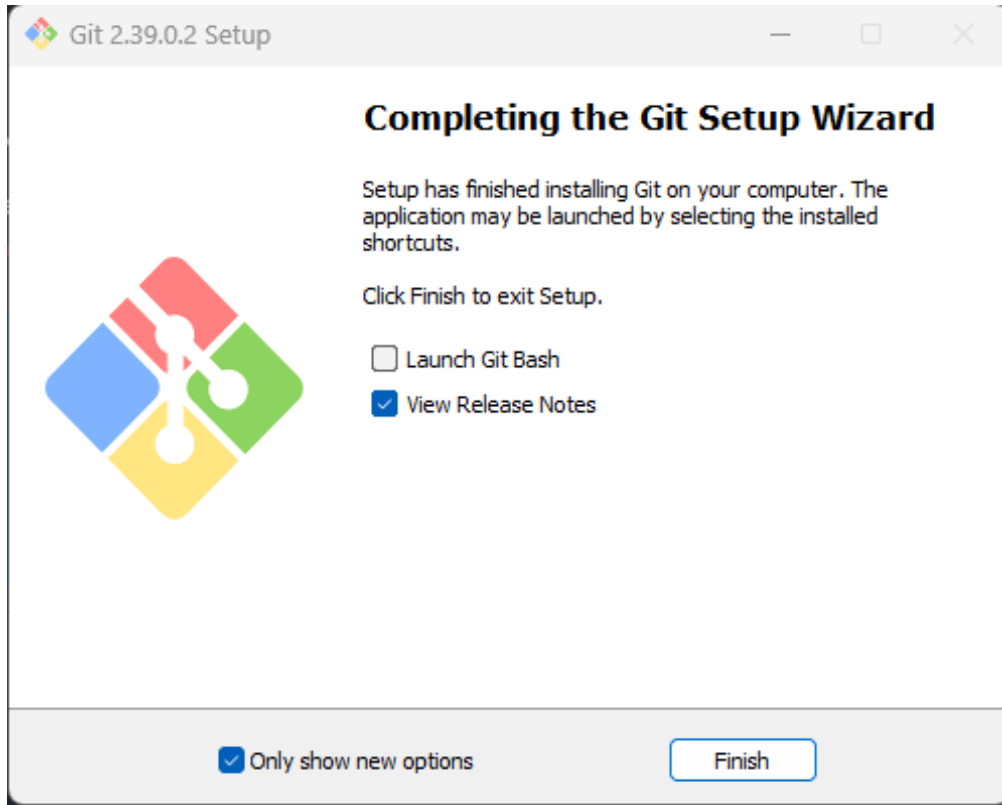 Git 2.39.0.2 Setup
Completing the Git Setup Wizard
Setup has finished installing Git on your computer. The
application may be launched by selecting the installed
shortcuts.
Click Finish to exit Setup.
Launch Git Bash
View Release Notes
Only show new options
Finish